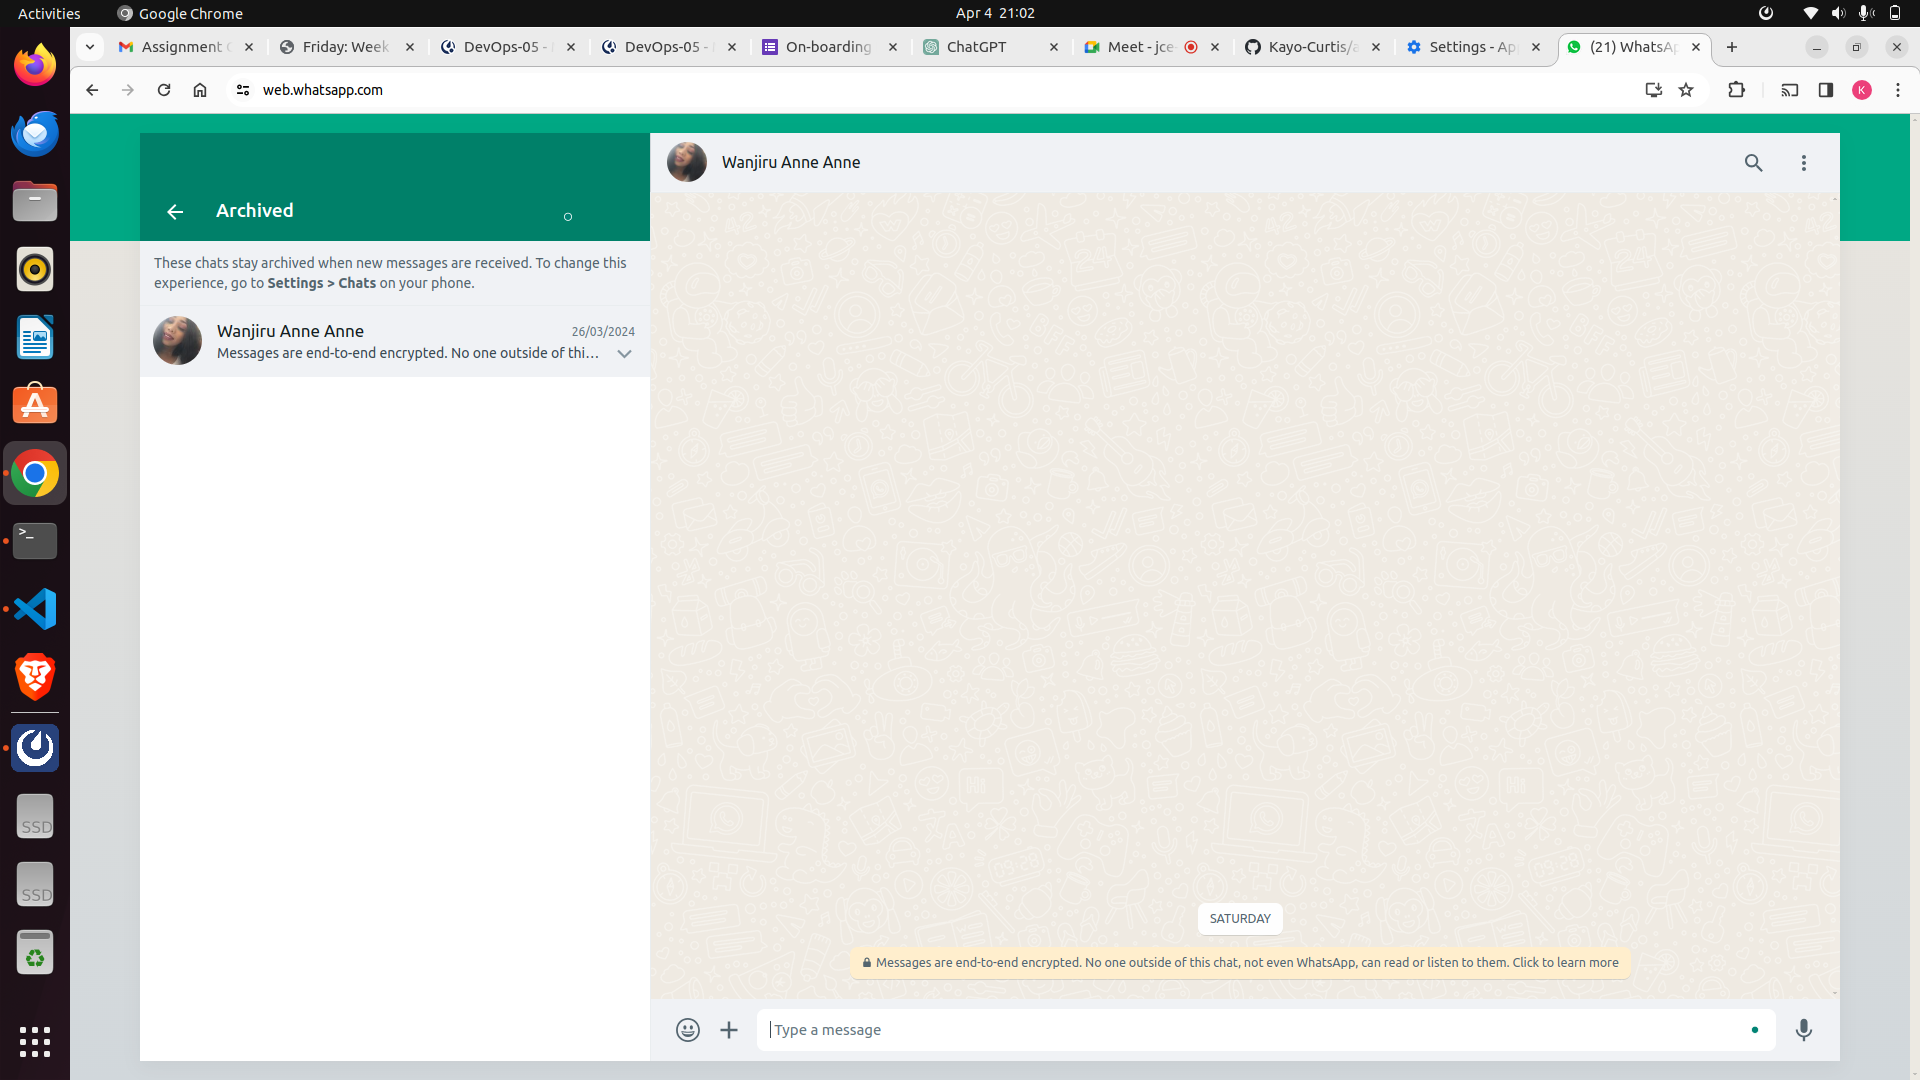 Activities
Google Chrome
Apr 4 21:02
Assignment
Friday: Week
DevOps-05 -
DevOps-05 -
On-boarding
ChatGPT
Meet - jce
Kayo-Curtis/
Settings - Ap
(21) WhatsAp
web.whatsapp.com
K
Archived
These chats stay archived when new messages are received. To change this
experience, go to Settings > Chats on your phone.
Wanjiru Anne Anne
26/03/2024
Messages are end-to-end encrypted. No one outside of thi...
Wanjiru Anne Anne
SATURDAY
Messages are end-to-end encrypted. No one outside of this chat, not even WhatsApp, can read or listen to them. Click to learn more
Type a message
>_
SSD
SSD